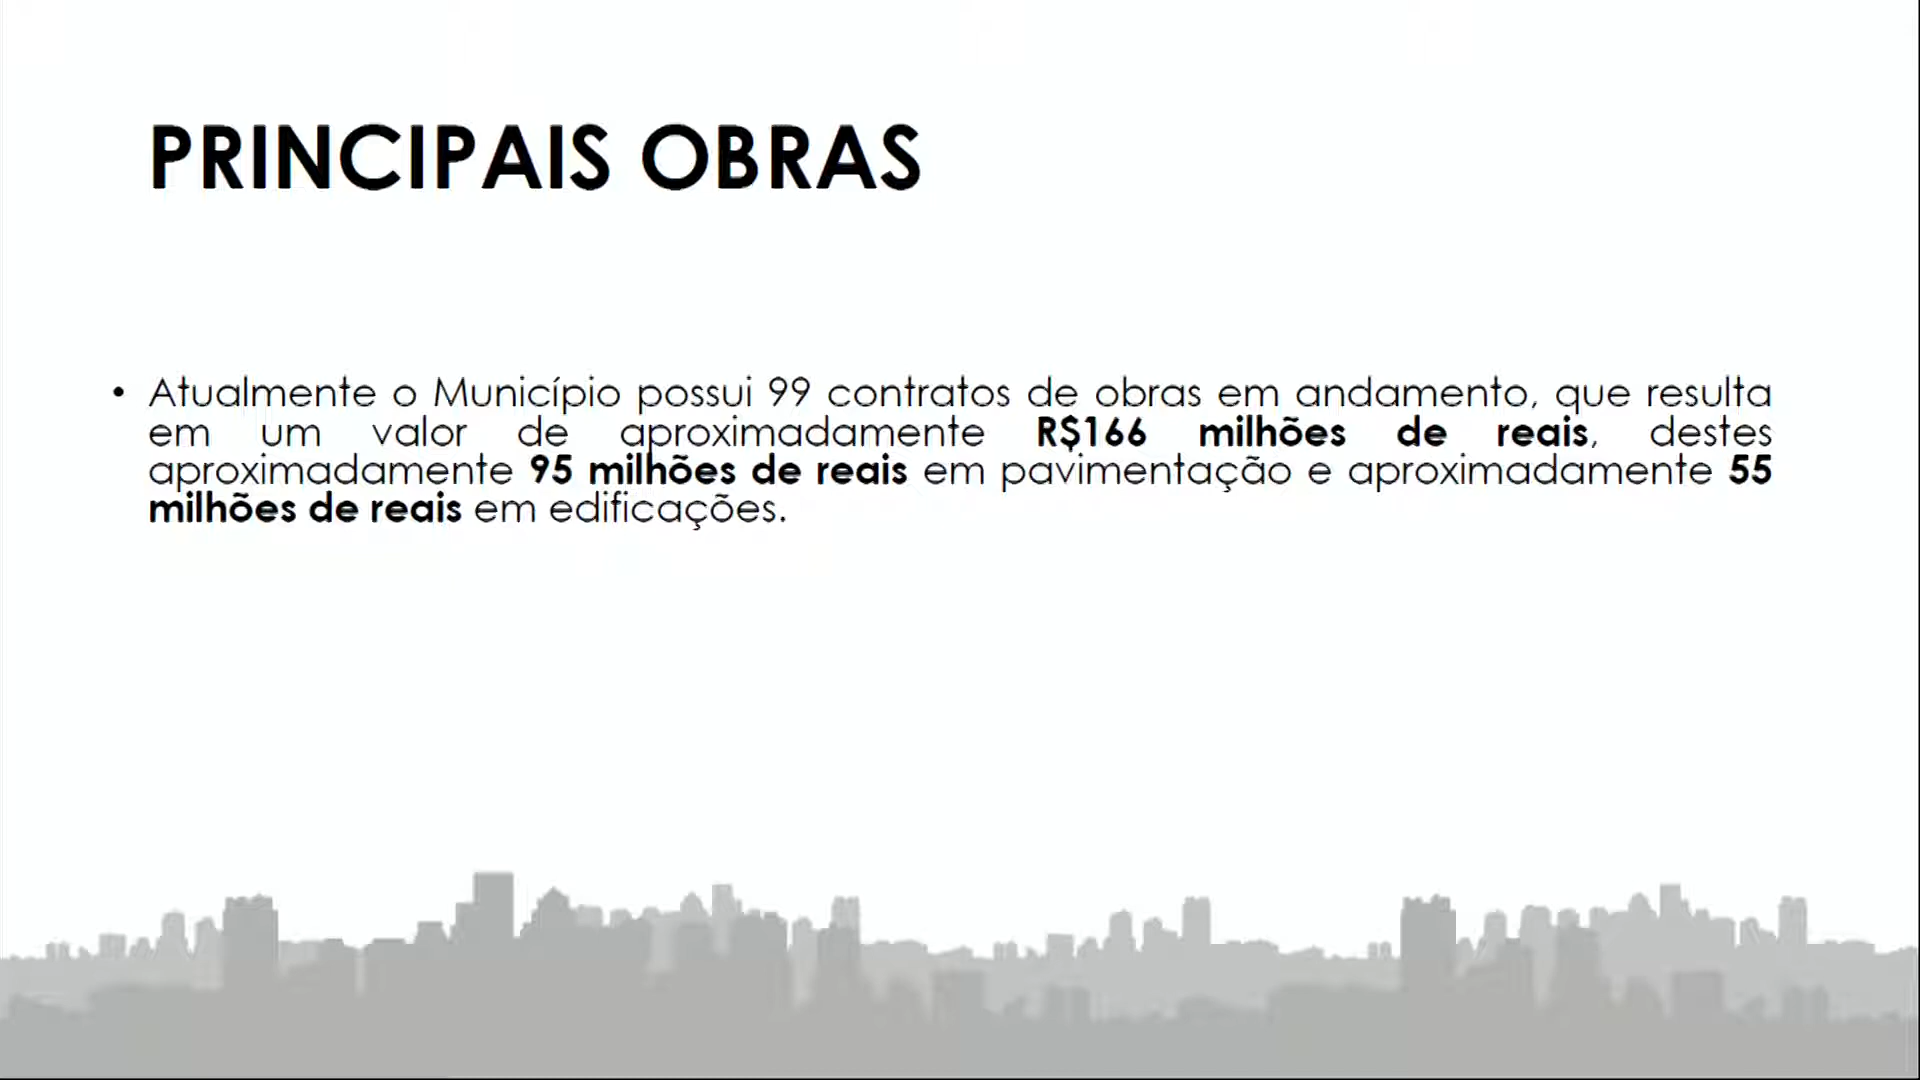 PRINCIPAIS OBRAS
• Atualmente o Município possui 99 contratos de obras em andamento, que resulta
em um valor de aproximadamente R$166 milhões de reais, destes
aproximadamente 95 milhões de reais em pavimentação e aproximadamente 55
milhões de reais em edificações.